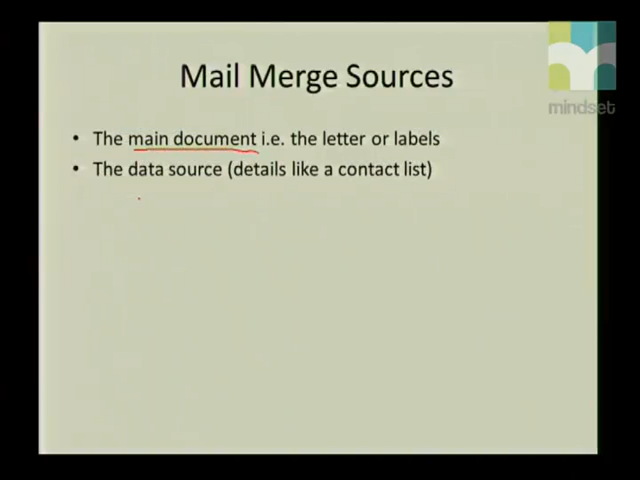 Mail Merge Sources
mindset
• The main document i.e. the letter or labels
• The data source (details like a contact list)